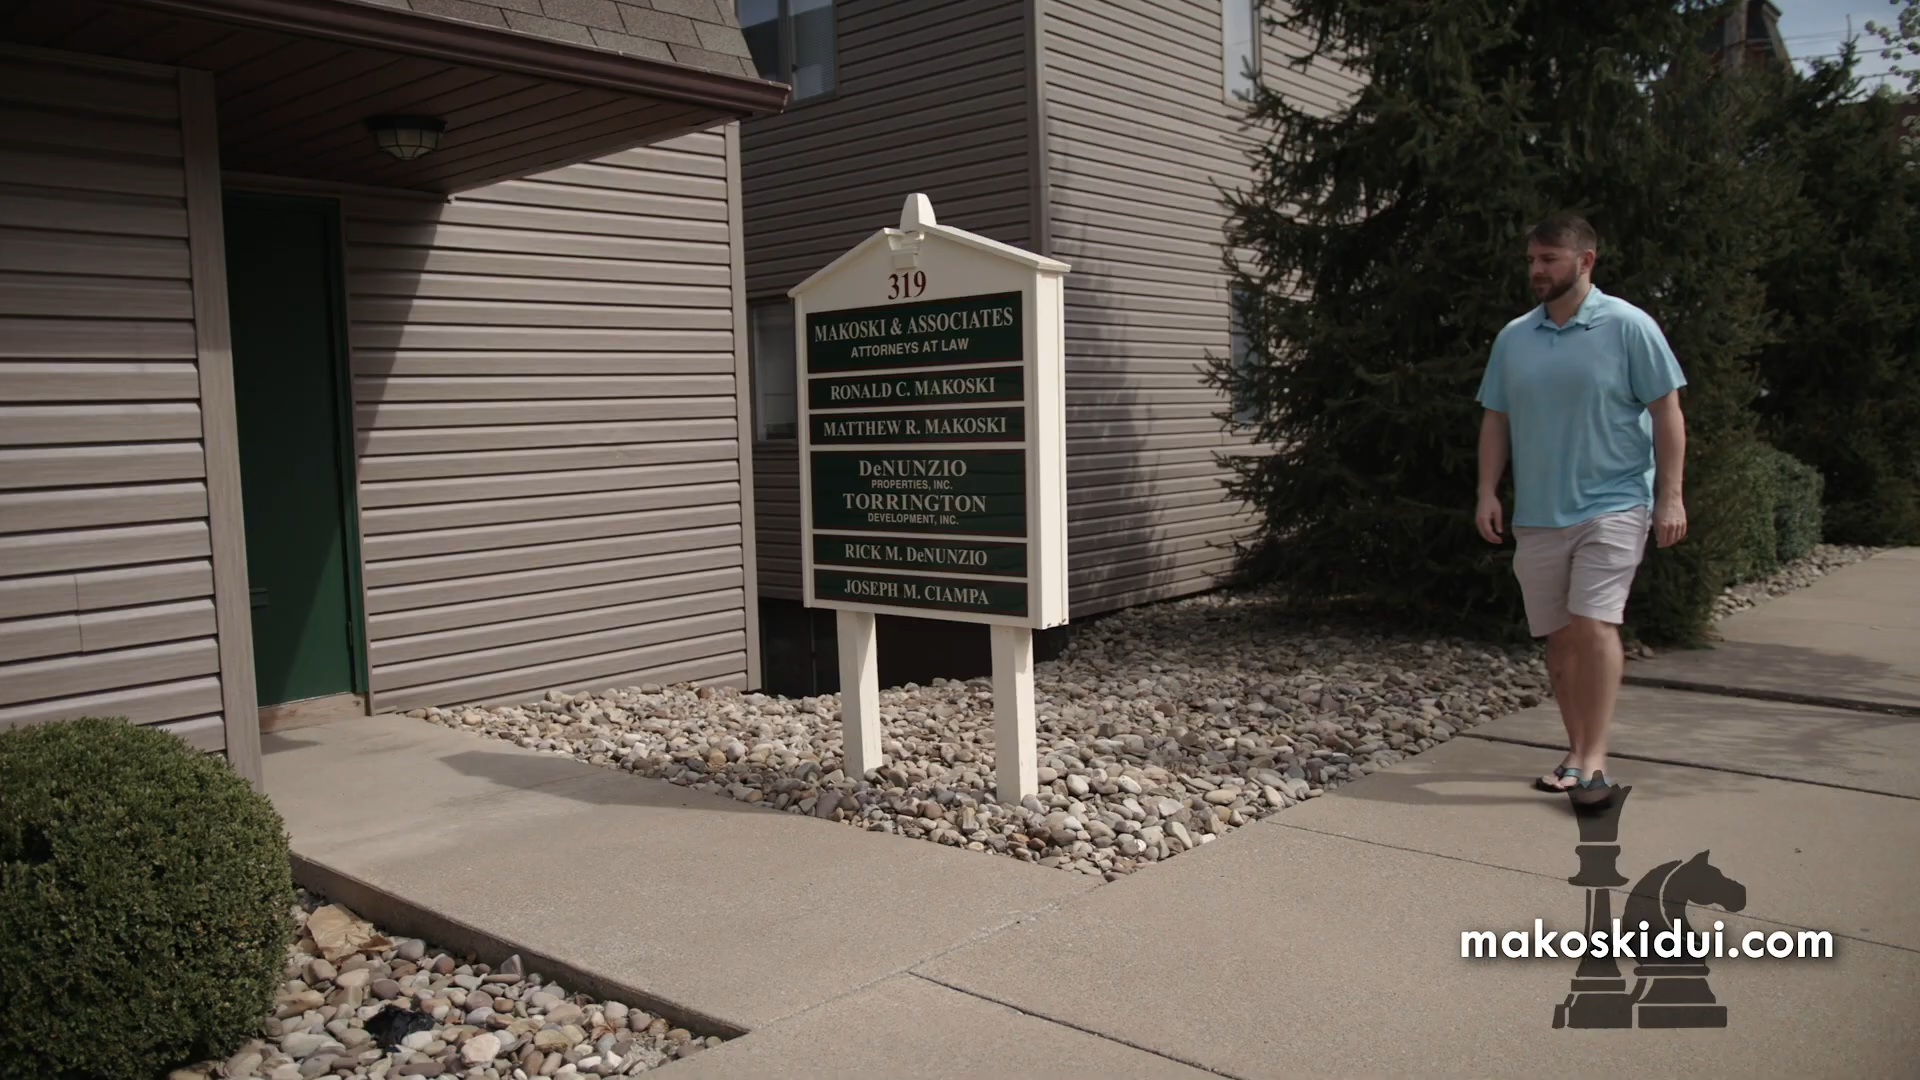 319
MAKOSKI & ASSOCIATES
ATTORNEYS AT LAW
RONALD C. MAKOSKI
MATTHEW R. MAKOSKI
DeNUNZIO
PROPERTIES, INC.
TORRINGTON
DEVELOPMENT, INC.
RICK M. DeNUNZIO
JOSEPH M. CIAMPA
makoskidui.com